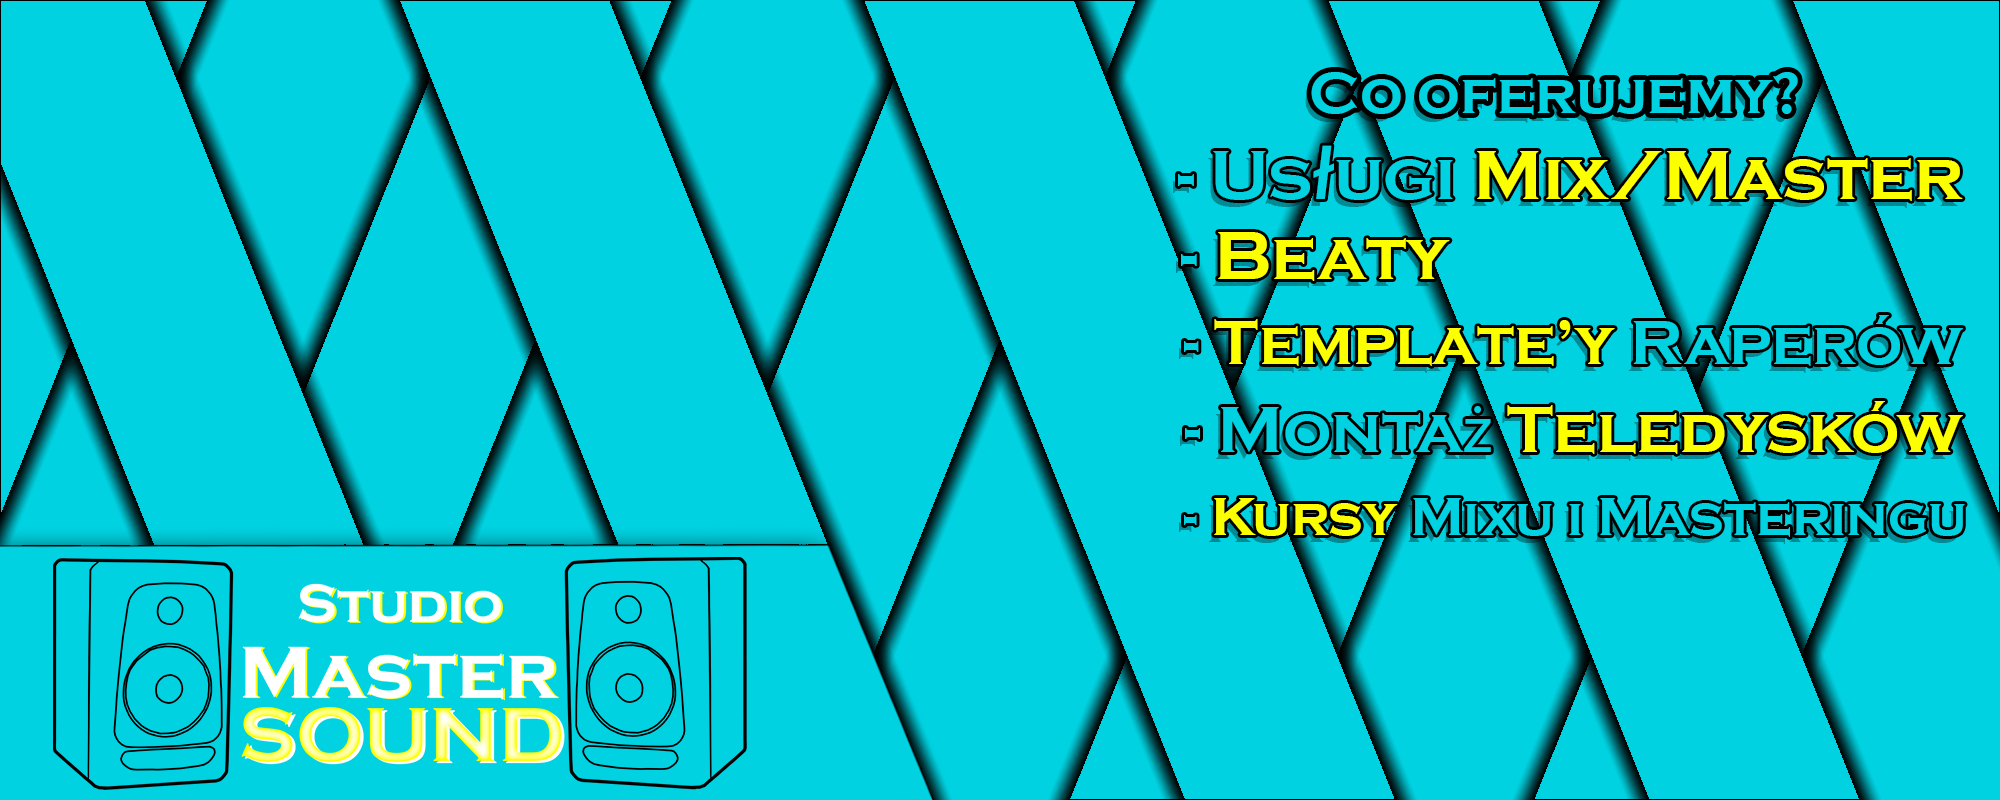 Co oferujemy?
- Usługi Mix/Master
- Beaty
- Template'y Raperów
- Montaż Teledysków
- Kursy Mixu i Masteringu
Studio
Master
SOUND